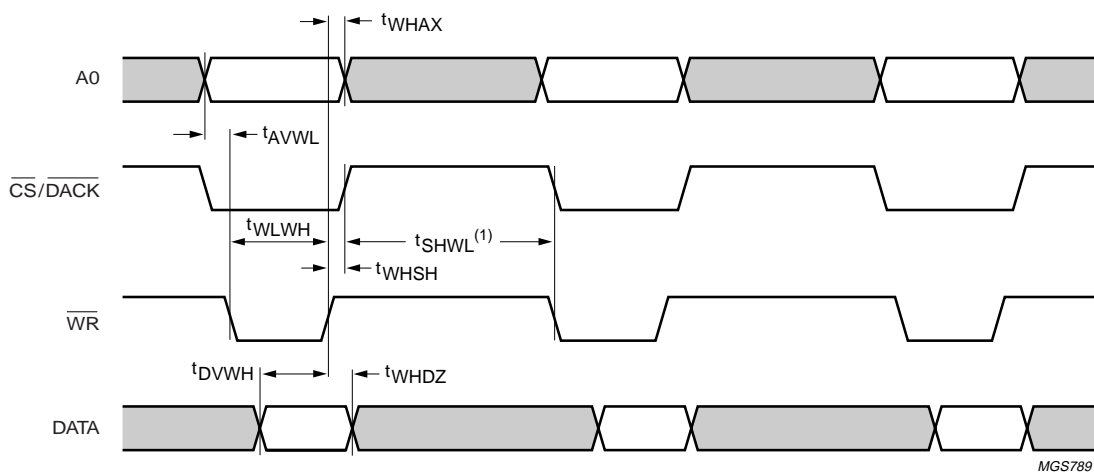 tWHAX
A0
tAVWL
CS/DACK
tWLWH
tSHWL(1)
tWHSH
WR
tDVWH
tWHDZ
DATA
MGS789